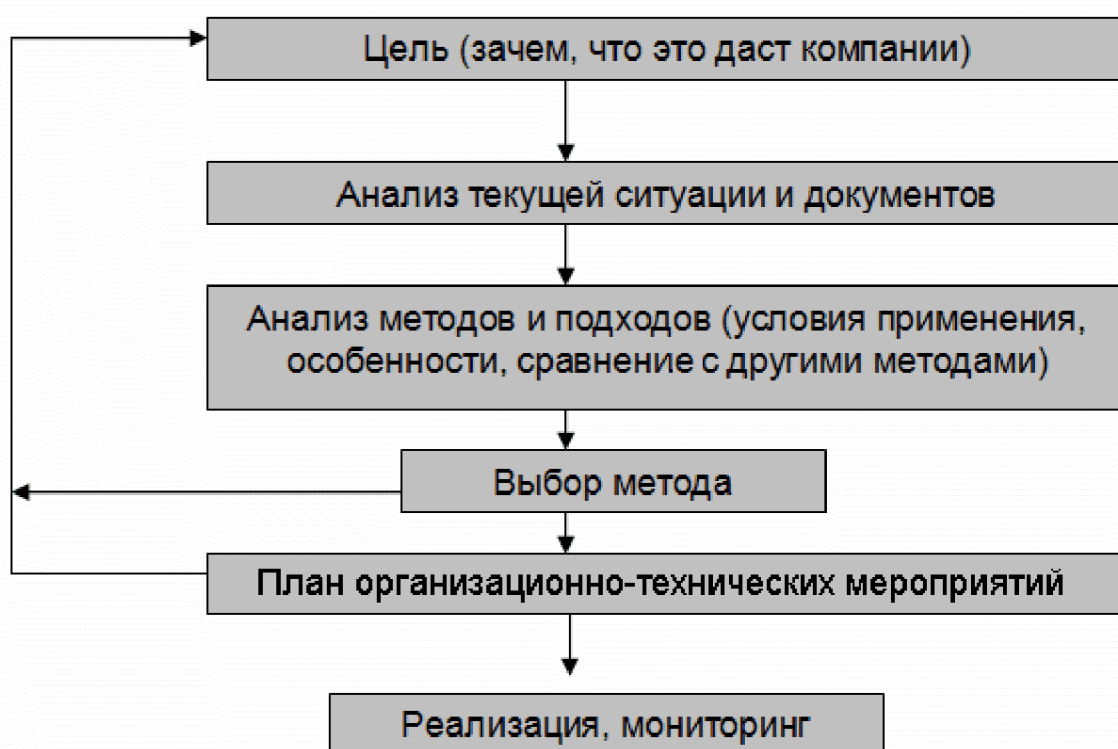 Цель (зачем, что это даст компании)
Анализ текущей ситуации и документов
Анализ методов и подходов (условия применения,
особенности, сравнение с другими методами)
Выбор метода
План организационно-технических мероприятий
Реализация, мониторинг